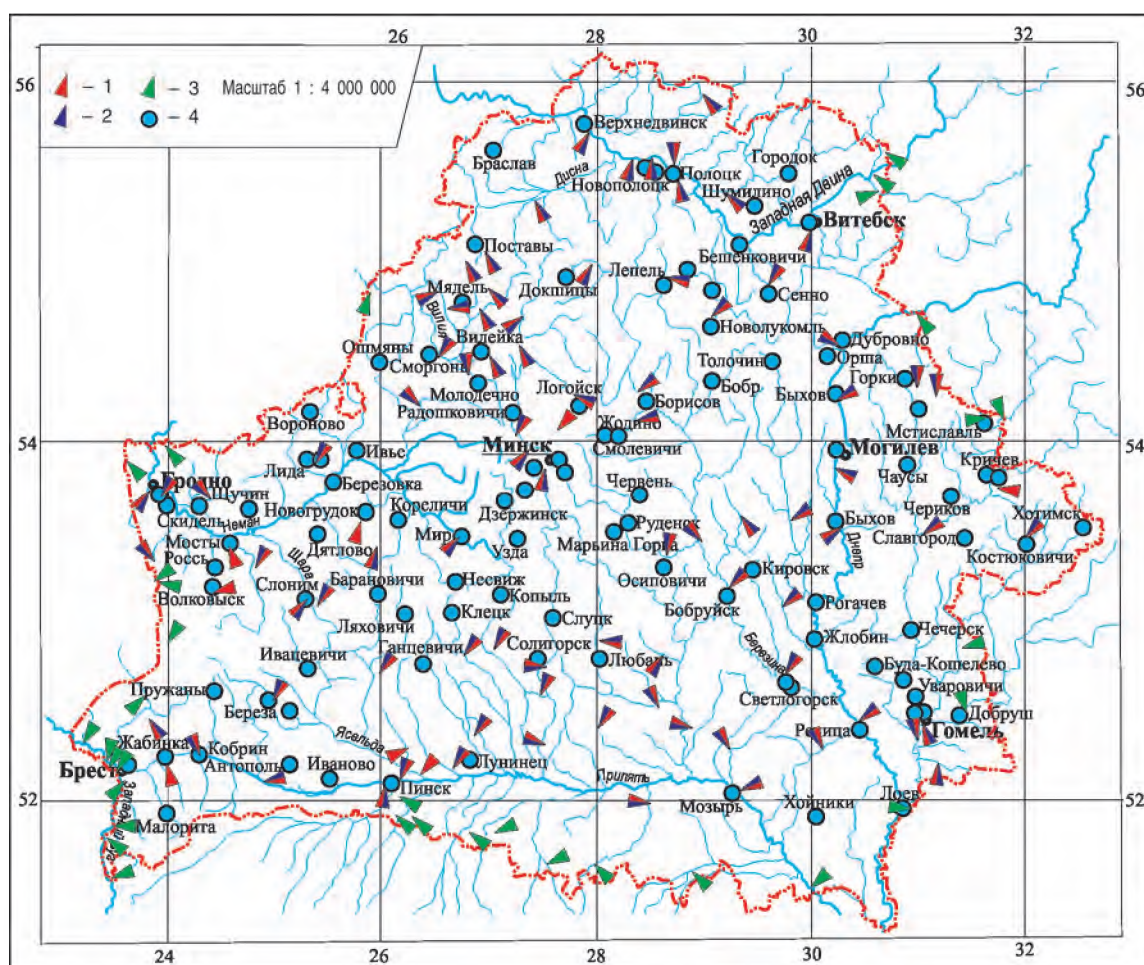 26 28 30 32
56 56
– 1 – 3 Масштаб 1 : 4 000 000
– 2 – 4
Верхнедвинск
Браслав
Дисна
Городок
Новополоцк
Полоцк
Шумилино
Западная Двина
Витебск
Поставы
Бешенковичи
Лепель
Докшицы
Сенно
Мядель
Вилия
Новолукомль
Дубровно
Вилейка
Орша
Ошмяны
Сморгонь
Толочин
Горки
Молодечно
Логойск
Бобр
Быхов
Радошковичи
Борисов
Вороново
Жодино
Мстиславль
54 54
Минск
Смолевичи
Могилев
Ивье
Лида
Кричев
Чаусы
Гродно
Березовка
Щучин
Червень
Чериков
Хотимск
Скидель
Новогрудок
Кореличи
Дзержинск
Неман
Руденск
Быхов
Мосты
Мир
Марьина Горка
Славгород
Дятлово
Узда
Костюковичи
Россь
Щара
Днепр
Барановичи
Несвиж
Осиповичи
Кировск
Волковыск
Слоним
Копыль
Бобруйск
Рогачев
Ляховичи
Клецк
Слуцк
Чечерск
Ганцевичи
Солигорск
Жлобин
Ивацевичи
Любань
Березина
Буда-Кошелево
Пружаны
Светлогорск
Уваровичи
Береза
Добруш
Ясельда
Речица
Гомель
Жабинка
Кобрин
Брест
Антополь
Иваново
Лунинец
Припять
Пинск
Лоев
52 52
Мозырь
Хойники
Малорита
24 26 28 30 32